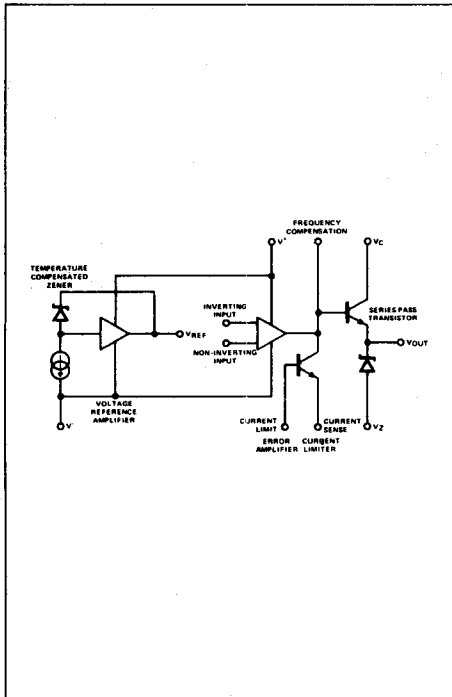 FREQUENCY
COMPENSATION
V+
VC
TEMPERATURE
COMPENSATED
ZENER
INVERTING
INPUT
SERIES PASS
TRANSISTOR
VREF
VOUT
NON-INVERTING
INPUT
VOLTAGE
REFERENCE
AMPLIFIER
V-
CURRENT
LIMIT
CURRENT
SENSE
VZ
ERROR
AMPLIFIER
CURRENT
LIMITER